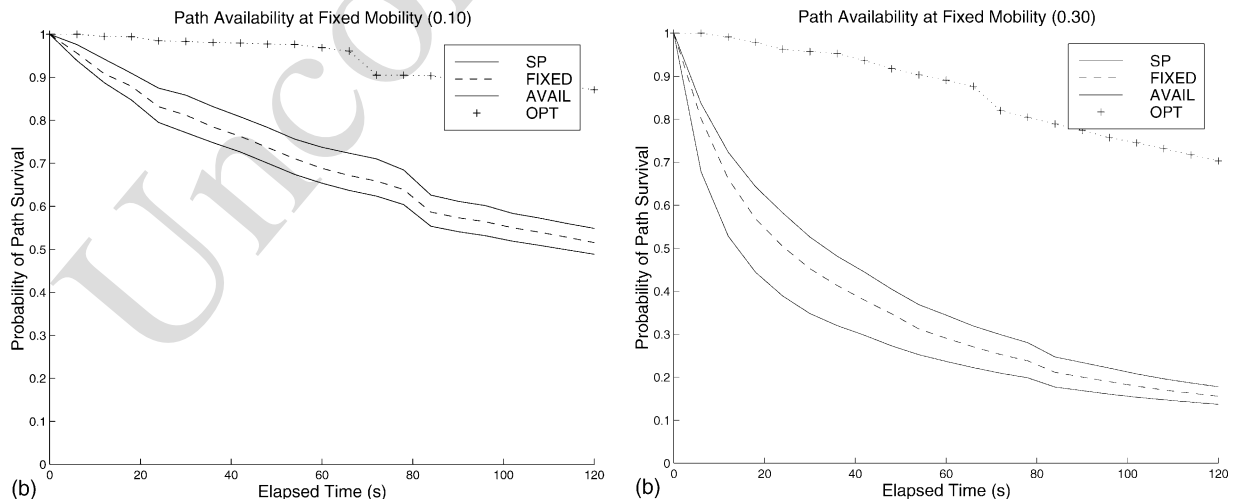 Path Availability at Fixed Mobility (0.10)
Probability of Path Survival
1
0.9
0.8
0.7
0.6
0.5
0.4
0.3
0.2
0.1
0
SP
FIXED
AVAIL
OPT
0 20 40 60 80 100 120
Elapsed Time (s)
(b)
Path Availability at Fixed Mobility (0.30)
Probability of Path Survival
1
0.9
0.8
0.7
0.6
0.5
0.4
0.3
0.2
0.1
0
SP
FIXED
AVAIL
OPT
0 20 40 60 80 100 120
Elapsed Time (s)
(b)
Unco